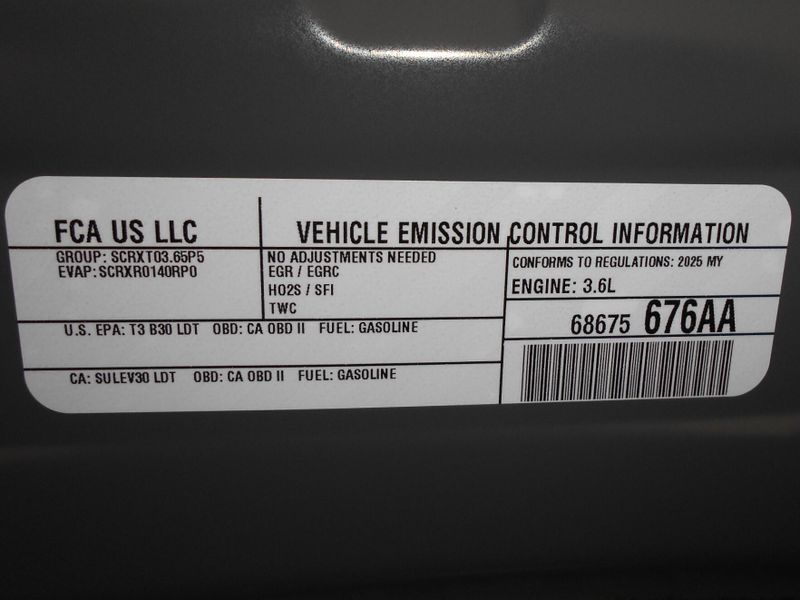 FCA US LLC
VEHICLE EMISSION CONTROL INFORMATION
GROUP: SCRXT03.65P5
EVAP: SCRXR0140RP0
NO ADJUSTMENTS NEEDED
EGR / EGRC
HO2S / SFI
TWC
CONFORMS TO REGULATIONS: 2025 MY
ENGINE: 3.6L
68675 676AA
U.S. EPA: T3 B30 LDT OBD: CA OBD II FUEL: GASOLINE
CA: SULEV30 LDT OBD: CA OBD II FUEL: GASOLINE